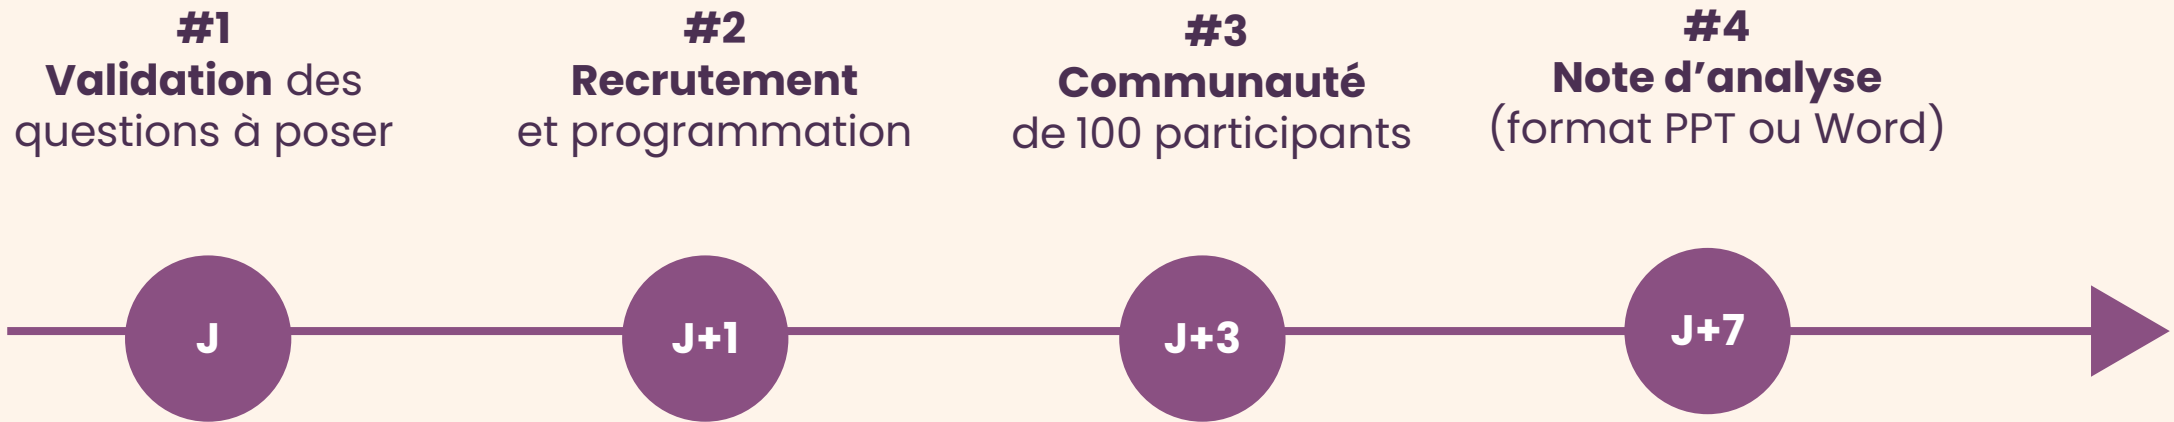 #1
Validation des
questions à poser
#2
Recrutement
et programmation
#3
Communauté
de 100 participants
#4
Note d’analyse
(format PPT ou Word)
J
J+1
J+3
J+7